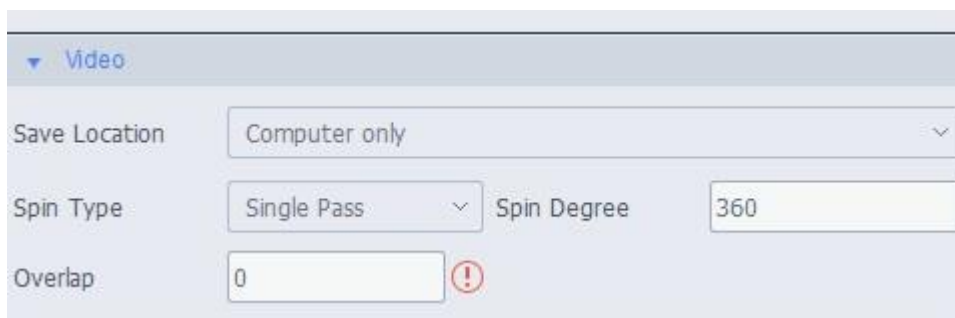 Video
Save Location Computer only
Spin Type Single Pass Spin Degree 360
Overlap 0